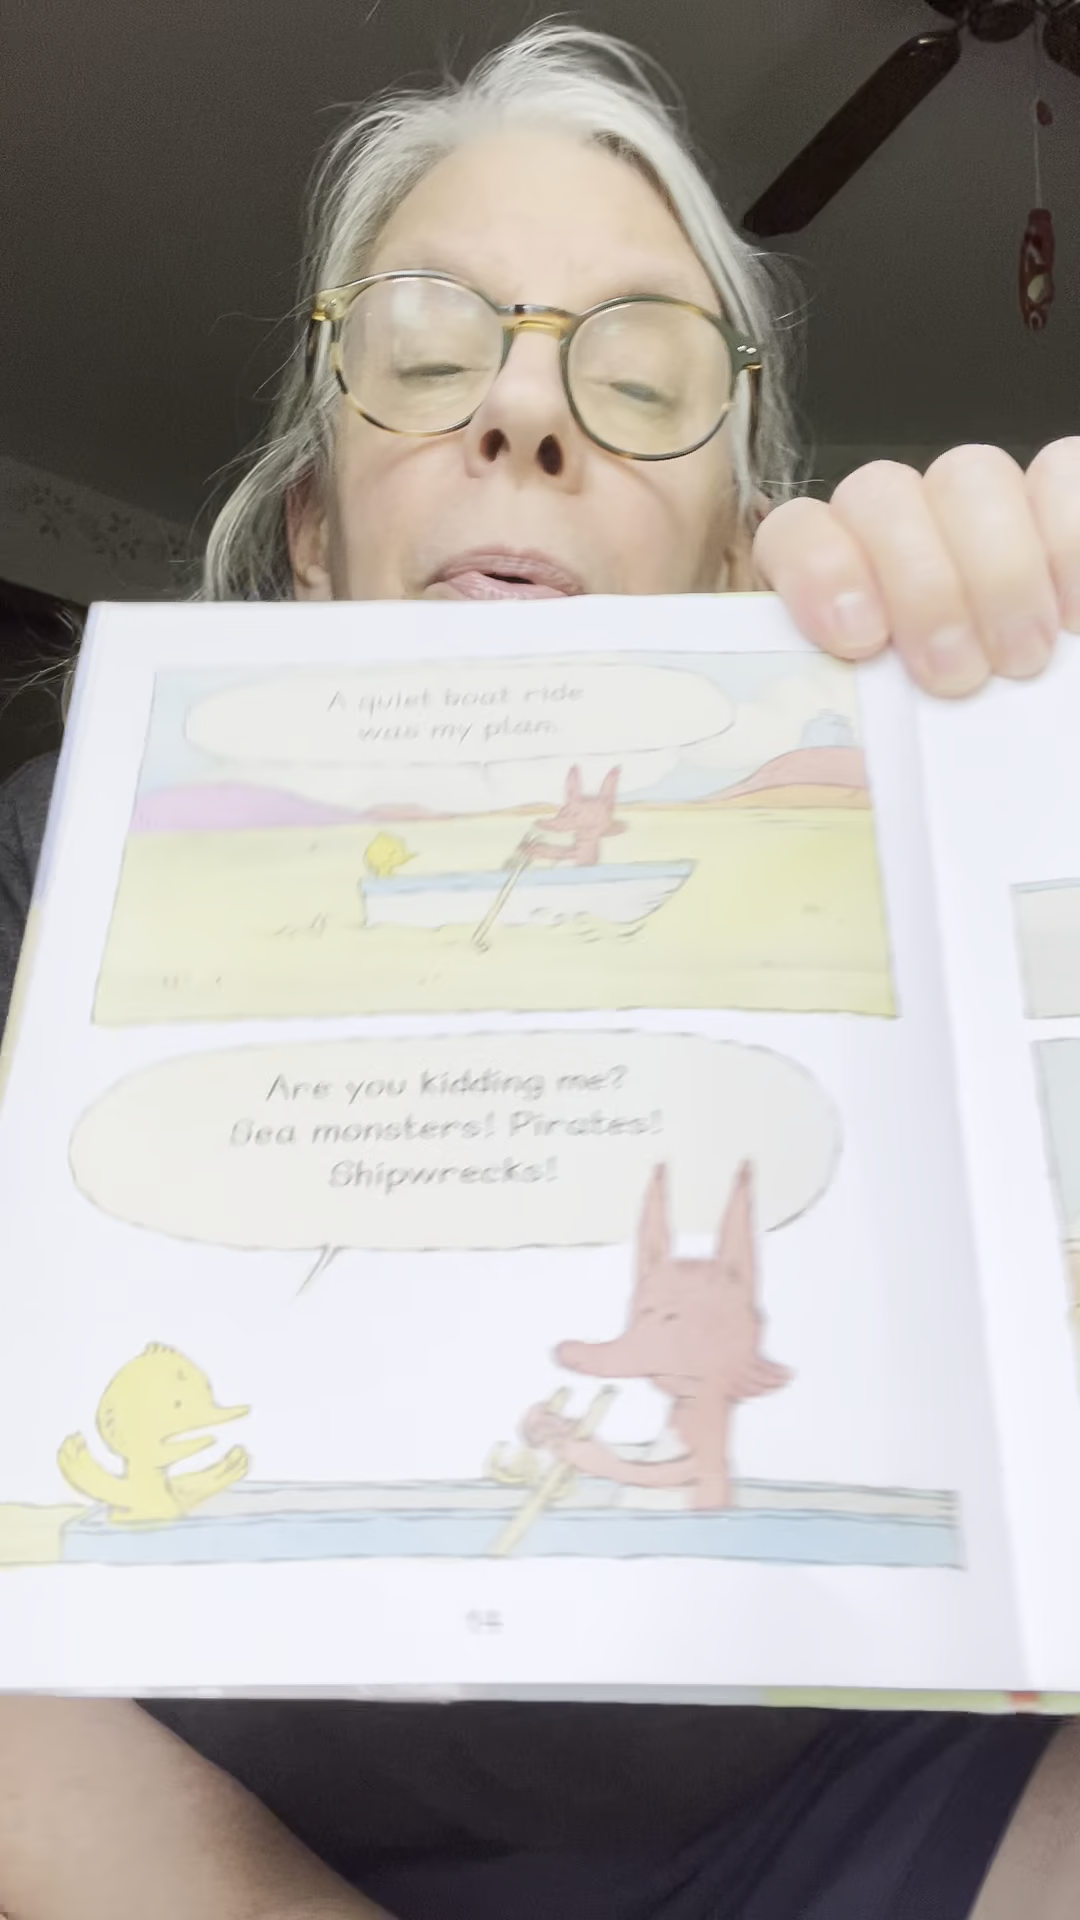 A quiet boat ride
was my plan.
Are you kidding me?
Sea monsters! Pirates!
Shipwrecks!